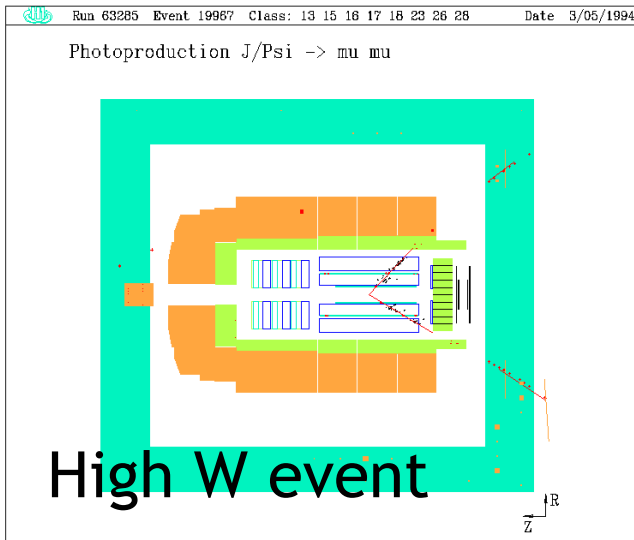 Run 63285 Event 19967 Class: 13 15 16 17 18 23 26 28 Date 3/05/1994
Photoproduction J/Psi -> mu mu
High W event
R
Z